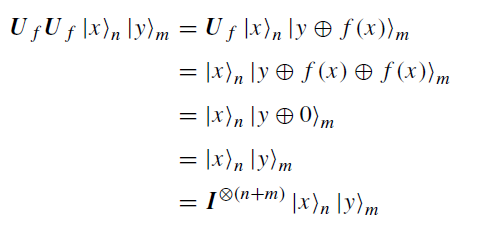 U_f U_f |x⟩_n |y⟩_m = U_f |x⟩_n |y ⊕ f(x)⟩_m
= |x⟩_n |y ⊕ f(x) ⊕ f(x)⟩_m
= |x⟩_n |y ⊕ 0⟩_m
= |x⟩_n |y⟩_m
= I^{⊗(n+m)} |x⟩_n |y⟩_m